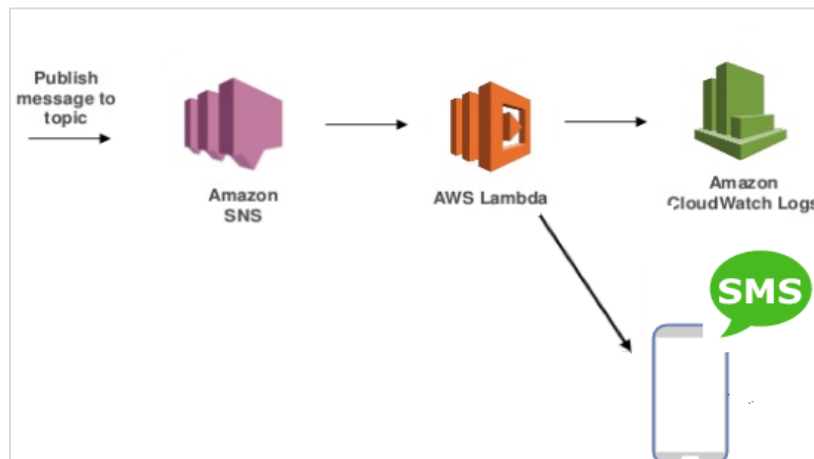 Publish
message to
topic
Amazon
SNS
AWS Lambda
Amazon
CloudWatch Logs
SMS